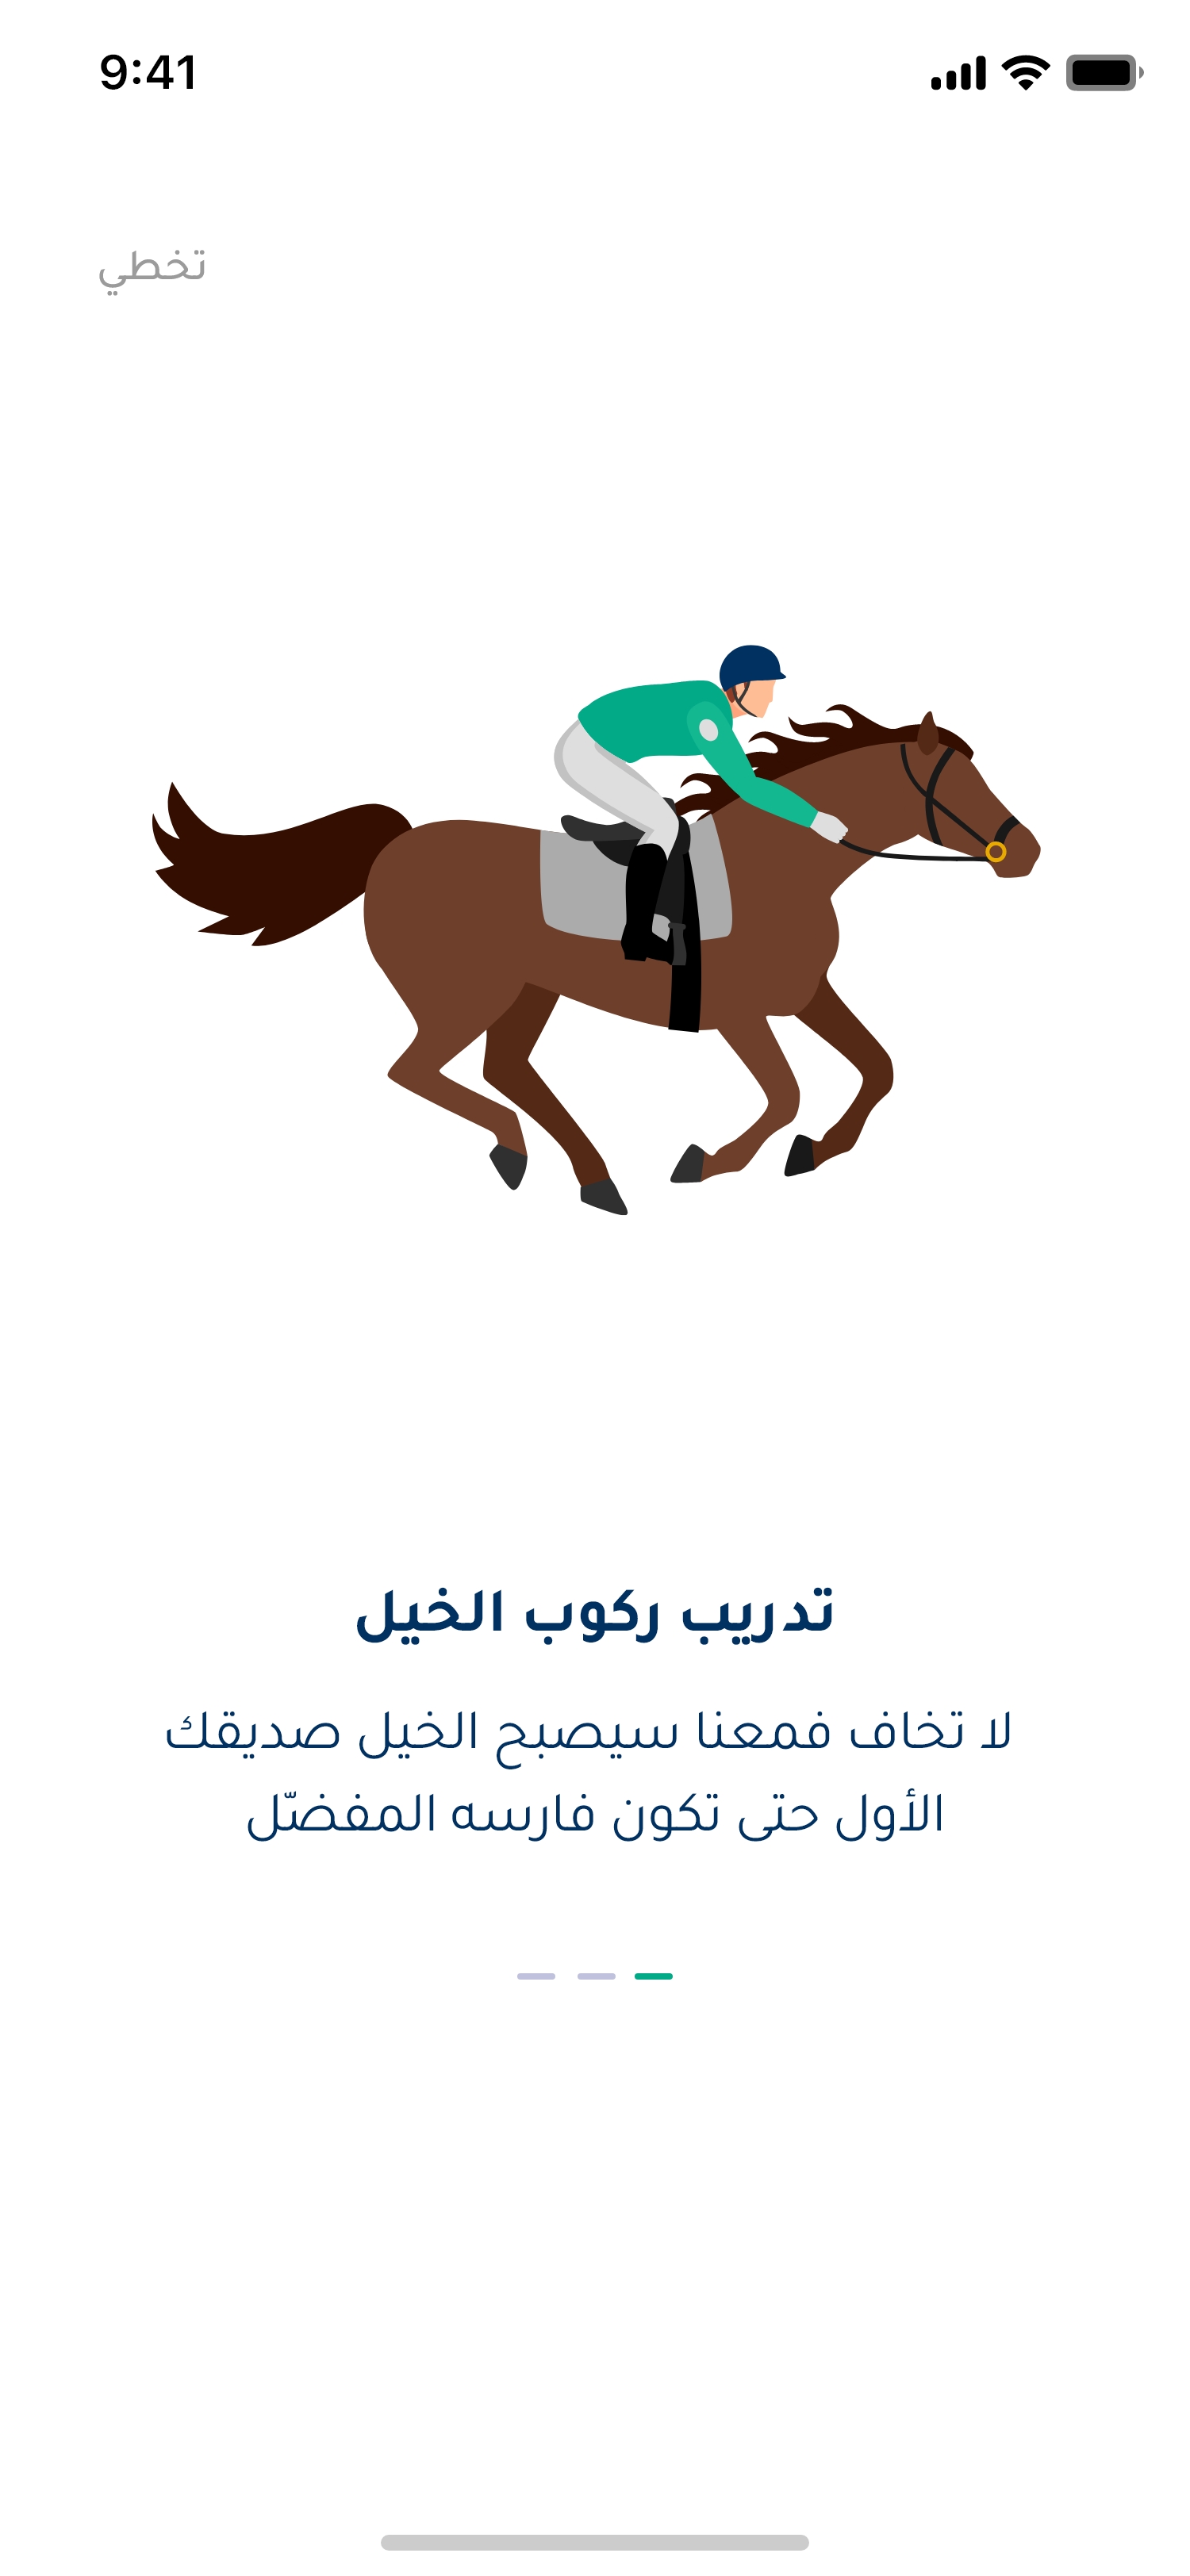 9:41
تخطي
تدريب ركوب الخيل
لا تخاف فمعنا سيصبح الخيل صديقك
الأول حتى تكون فارسه المفضّل